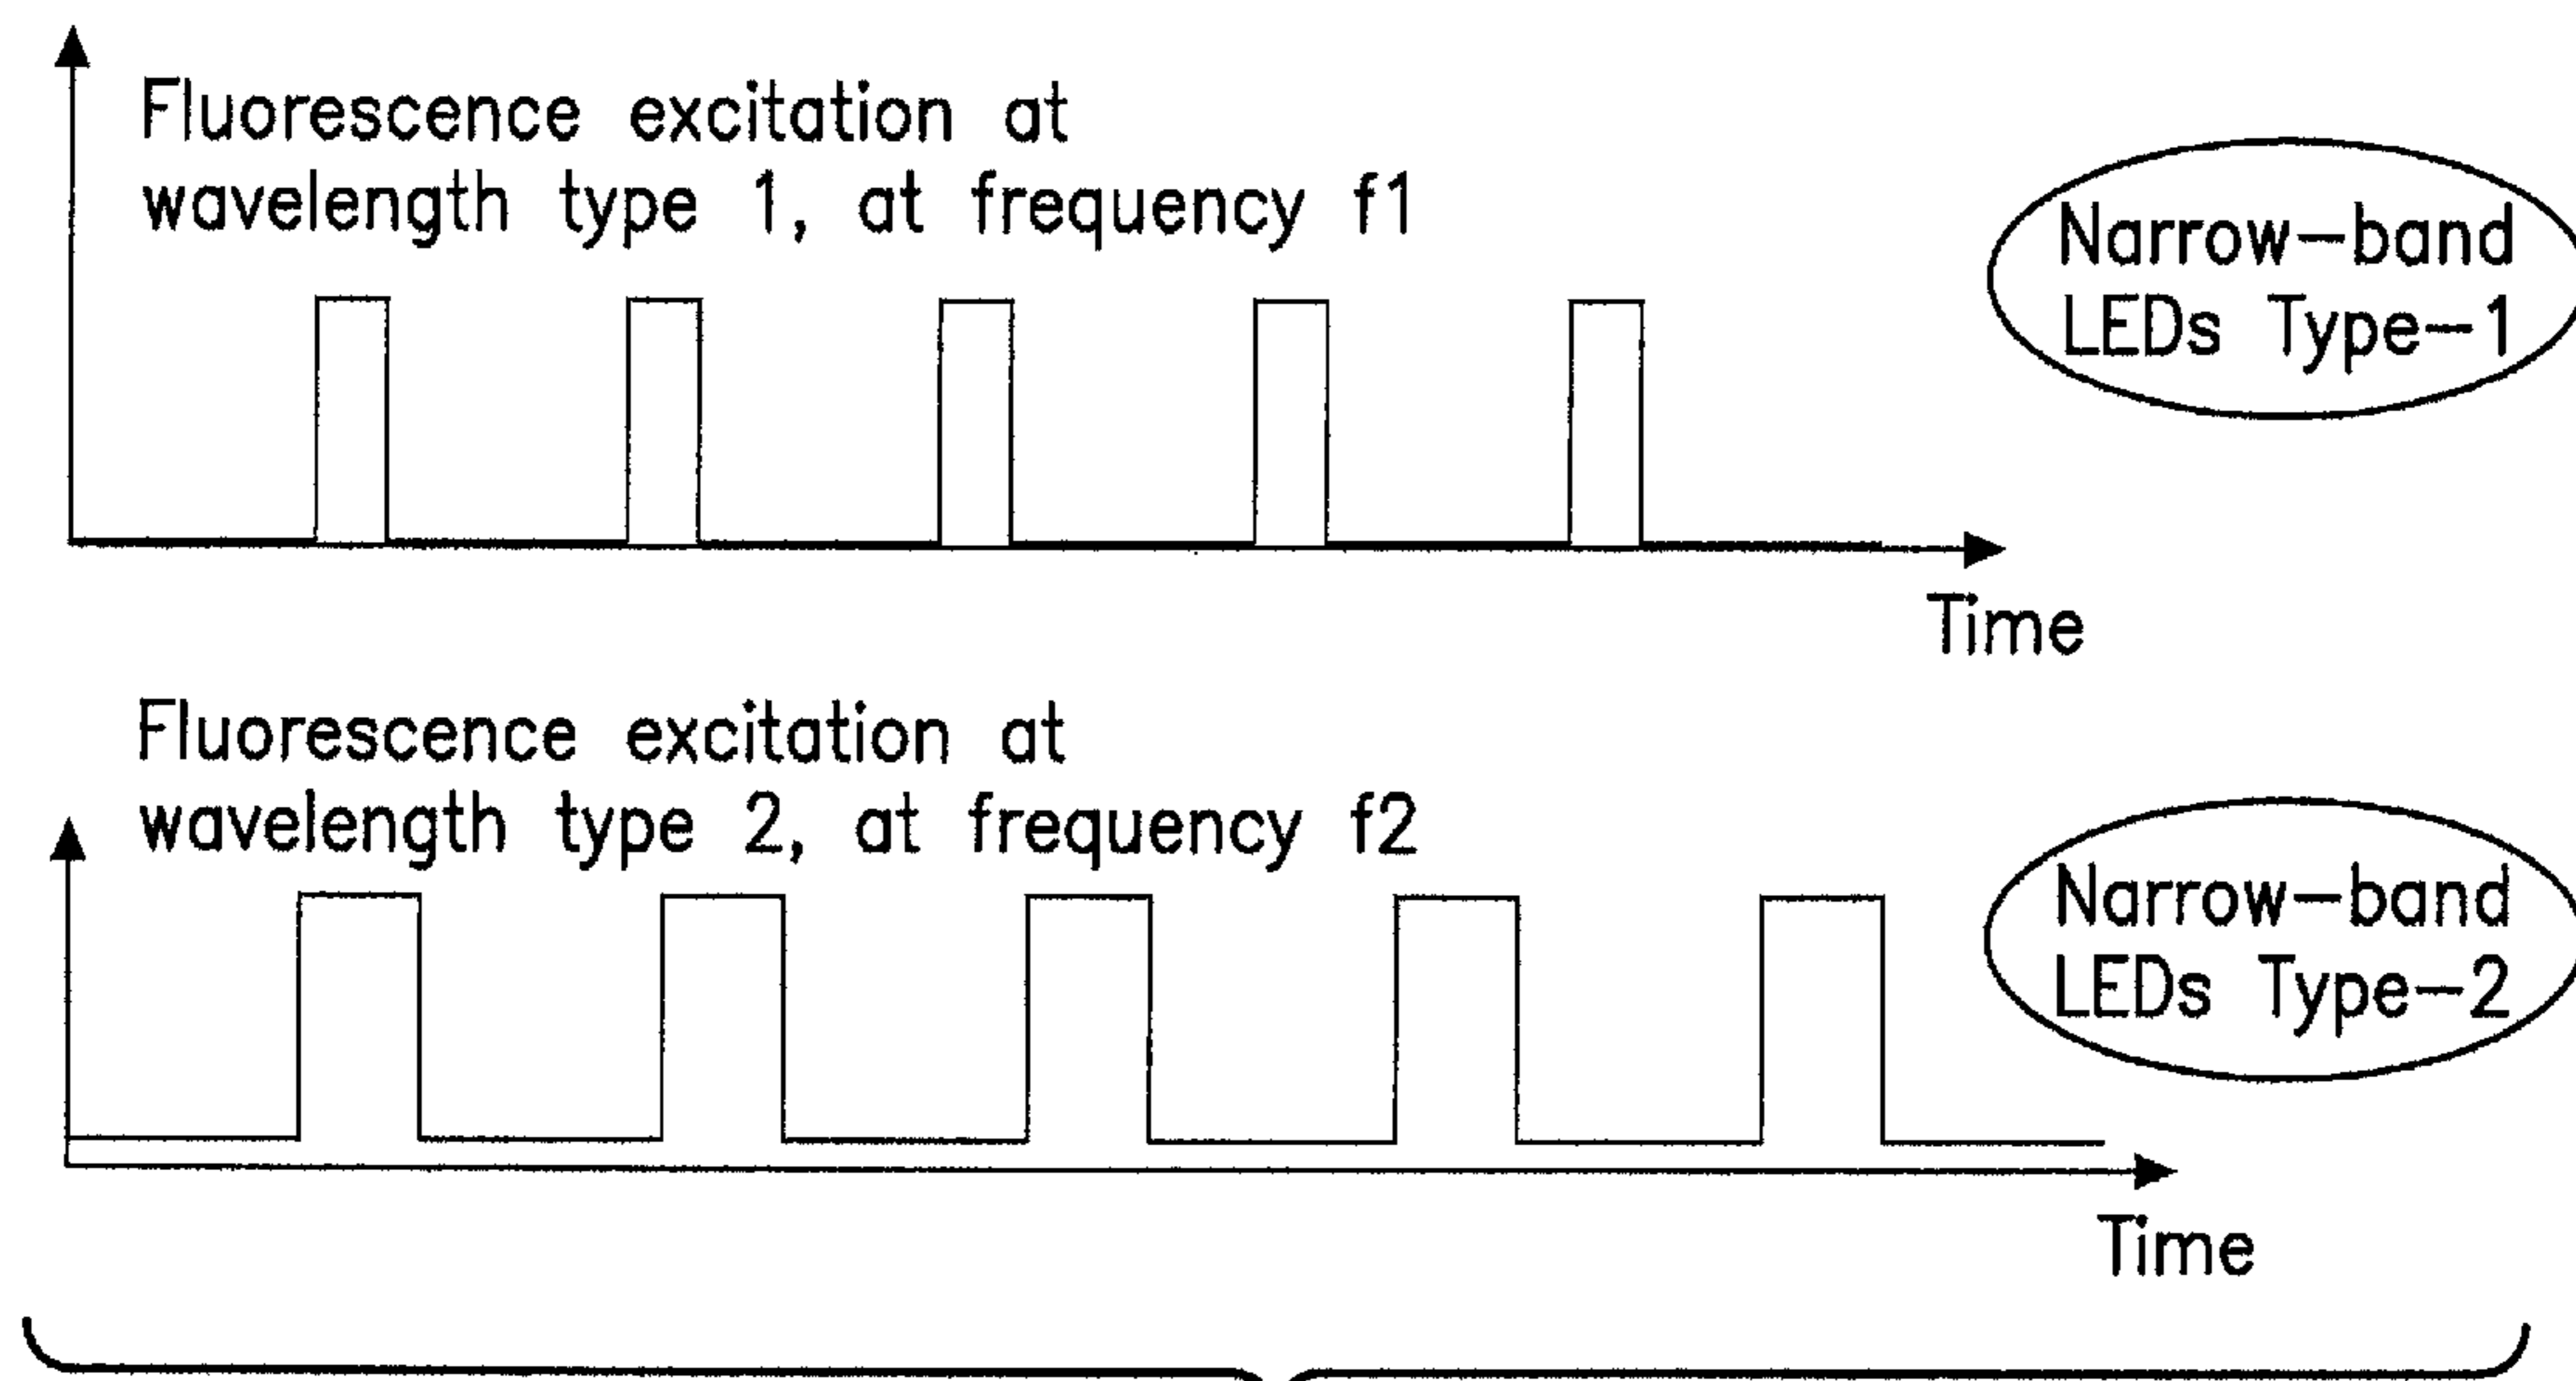 Fluorescence excitation at
wavelength type 1, at frequency f1
Narrow-band
LEDs Type-1
Time
Fluorescence excitation at
wavelength type 2, at frequency f2
Narrow-band
LEDs Type-2
Time